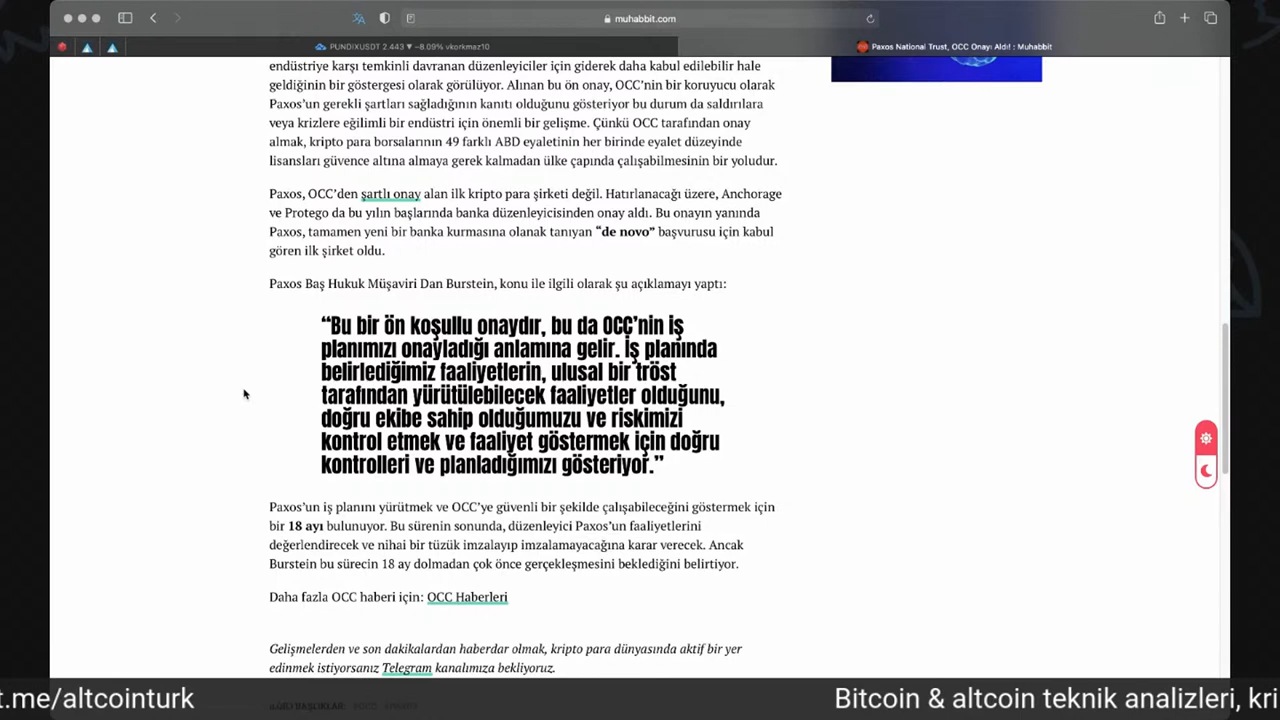 muhabbit.com
PUNDIXUSDT 2.443 ▼ −8.09% vkorkmaz10
Paxos National Trust, OCC Onayı Aldı! : Muhabbit
endüstriye karşı temkinli davranan düzenleyiciler için giderek daha kabul edilebilir hale
geldiğinin bir göstergesi olarak görülüyor. Alınan bu ön onay, OCC’nin bir koruyucu olarak
Paxos’un gerekli şartları sağladığının kanıtı olduğunu gösteriyor bu durum da saldırılara
veya krizlere eğilimli bir endüstri için önemli bir gelişme. Çünkü OCC tarafından onay
almak, kripto para borsalarının 49 farklı ABD eyaletinin her birinde eyalet düzeyinde
lisansları güvence altına almaya gerek kalmadan ülke çapında çalışabilmesinin bir yoludur.
Paxos, OCC’den şartlı onay alan ilk kripto para şirketi değil. Hatırlanacağı üzere, Anchorage
ve Protego da bu yılın başlarında banka düzenleyicisinden onay aldı. Bu onayın yanında
Paxos, tamamen yeni bir banka kurmasına olanak tanıyan “de novo” başvurusu için kabul
gören ilk şirket oldu.
Paxos Baş Hukuk Müşaviri Dan Burstein, konu ile ilgili olarak şu açıklamayı yaptı:
“Bu bir ön koşullu onaydır, bu da OCC’nin iş
planımızı onayladığı anlamına gelir. İş planında
belirlediğimiz faaliyetlerin, ulusal bir tröst
tarafından yürütülebilecek faaliyetler olduğunu,
doğru ekibe sahip olduğumuzu ve riskimizi
kontrol etmek ve faaliyet göstermek için doğru
kontrolleri ve planladığımızı gösteriyor.”
Paxos’un iş planını yürütmek ve OCC’ye güvenli bir şekilde çalışabileceğini göstermek için
bir 18 ayı bulunuyor. Bu sürenin sonunda, düzenleyici Paxos’un faaliyetlerini
değerlendirecek ve nihai bir tüzük imzalayıp imzalamayacağına karar verecek. Ancak
Burstein bu sürecin 18 ay dolmadan çok önce gerçekleşmesini beklediğini belirtiyor.
Daha fazla OCC haberi için: OCC Haberleri
Gelişmelerden ve son dakikalardan haberdar olmak, kripto para dünyasında aktif bir yer
edinmek istiyorsanız Telegram kanalımıza bekliyoruz.
t.me/altcointurk
Bitcoin & altcoin teknik analizleri, kri